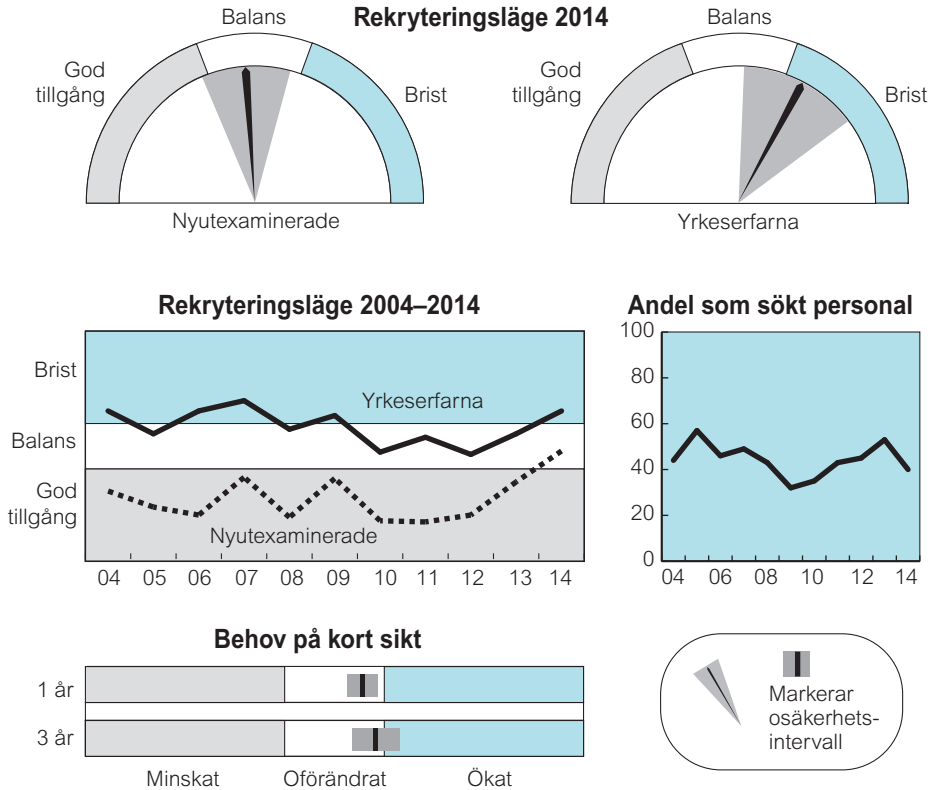 Rekryteringsläge 2014
Balans
God
tillgång
Brist
Nyutexaminerade
Balans
God
tillgång
Brist
Yrkeserfarna
Rekryteringsläge 2004–2014
Brist
Balans
God
tillgång
Yrkeserfarna
Nyutexaminerade
04 05 06 07 08 09 10 11 12 13 14
Andel som sökt personal
100
80
60
40
20
0
04 06 08 10 12 14
Behov på kort sikt
1 år
3 år
Minskat Oförändrat Ökat
Markerar
osäkerhets-
intervall